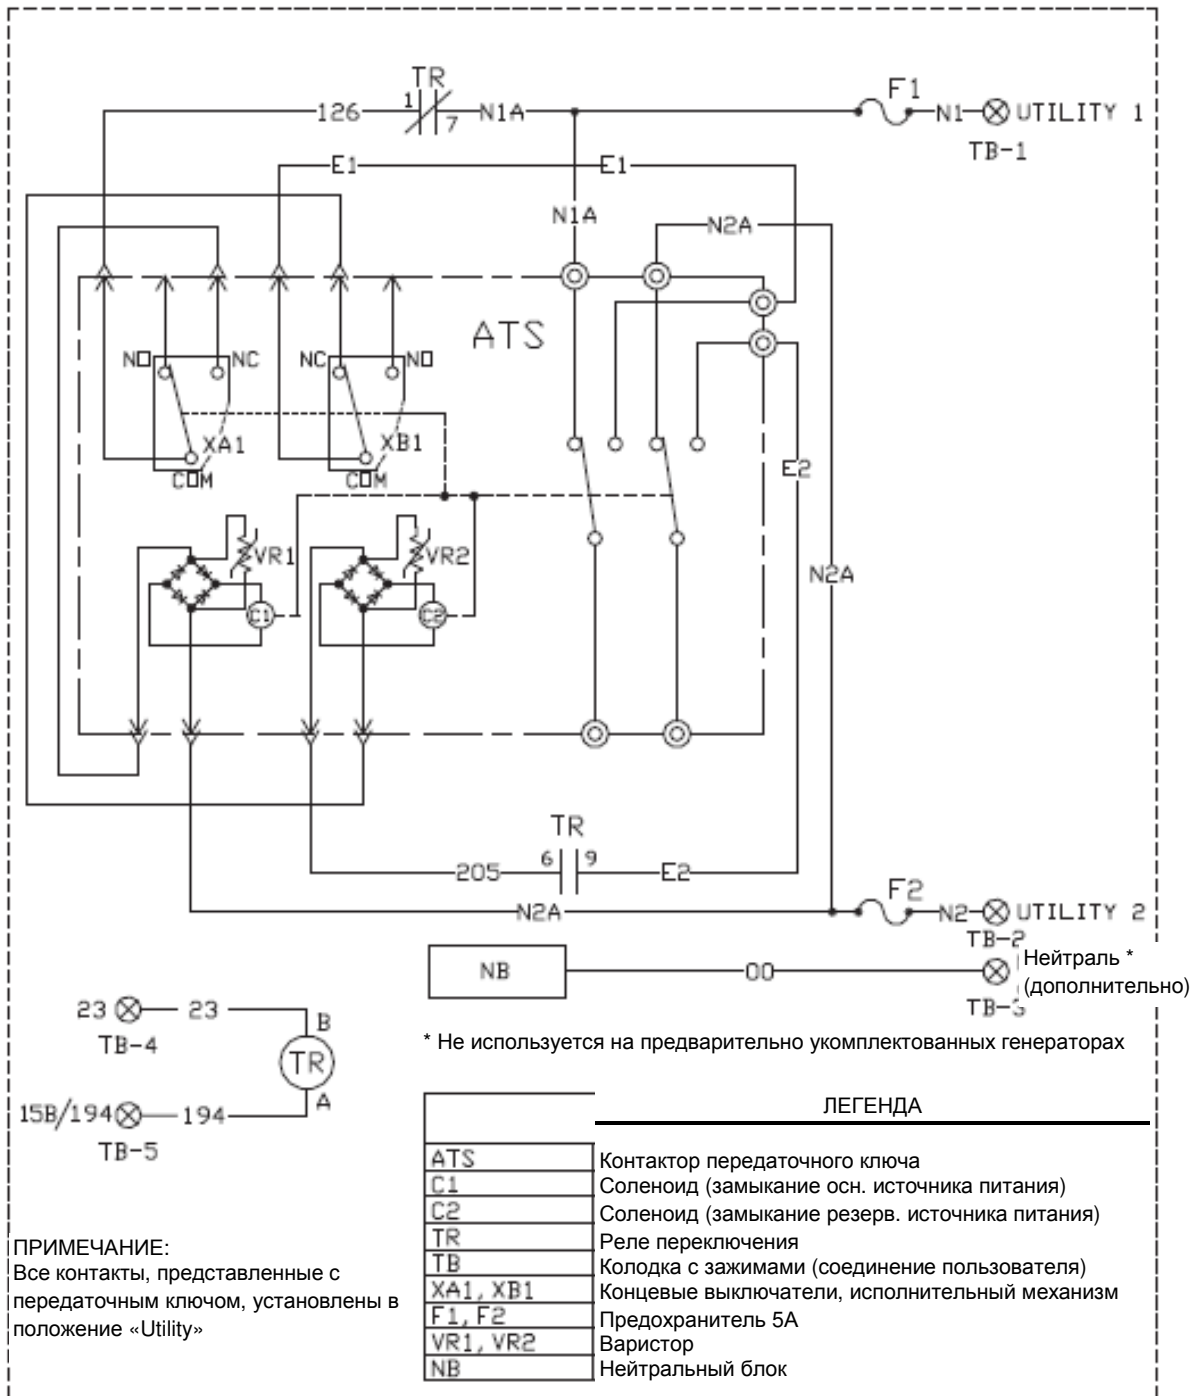 TR
F1
126
1
7
N1A
N1
UTILITY 1
TB-1
E1
E1
N1A
N2A
ATS
NO
NC
NC
NO
XA1
XB1
COM
COM
E2
VR1
VR2
N2A
C1
C2
TR
205
6
9
E2
F2
N2A
N2
UTILITY 2
TB-2
NB
00
Нейтраль *
(дополнительно)
TB-3
23
23
B
TB-4
TR
* Не используется на предварительно укомплектованных генераторах
15B/194
194
A
TB-5
ЛЕГЕНДА
ATS Контактор передаточного ключа
C1 Соленоид (замыкание осн. источника питания)
C2 Соленоид (замыкание резерв. источника питания)
TR Реле переключения
TB Колодка с зажимами (соединение пользователя)
XA1, XB1 Концевые выключатели, исполнительный механизм
F1, F2 Предохранитель 5А
VR1, VR2 Варистор
NB Нейтральный блок
ПРИМЕЧАНИЕ:
Все контакты, представленные с
передаточным ключом, установлены в
положение «Utility»